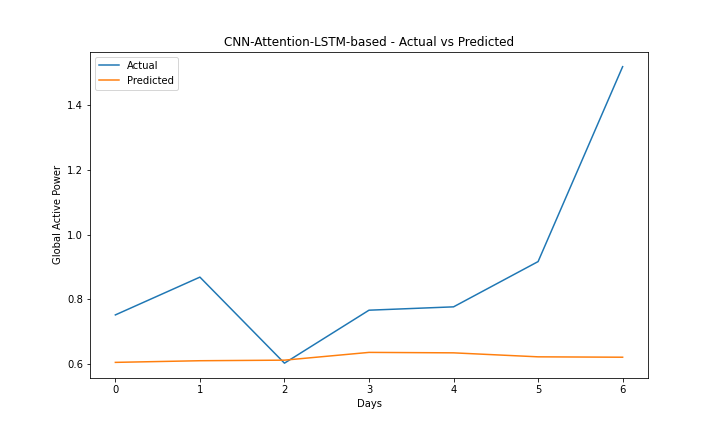 CNN-Attention-LSTM-based - Actual vs Predicted
Actual
Predicted
Global Active Power
1.4
1.2
1.0
0.8
0.6
0 1 2 3 4 5 6
Days